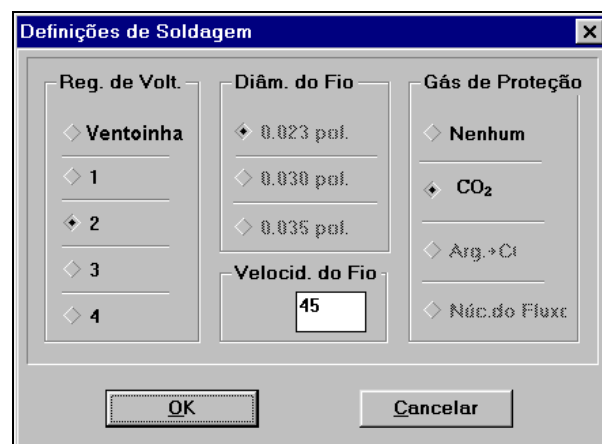 Definições de Soldagem
Reg. de Volt.
Ventoinha
1
2
3
4
Diâm. do Fio
0.023 pol.
0.030 pol.
0.035 pol.
Velocid. do Fio
45
Gás de Proteção
Nenhum
CO₂
Arg.+C
Núc.do Fluxo
OK
Cancelar